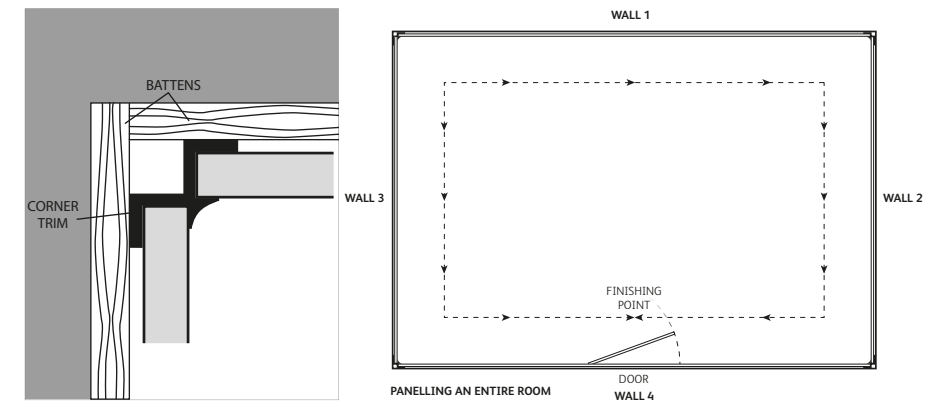 BATTENS
CORNER
TRIM
WALL 1
WALL 3
WALL 2
FINISHING
POINT
DOOR
PANELLING AN ENTIRE ROOM
WALL 4